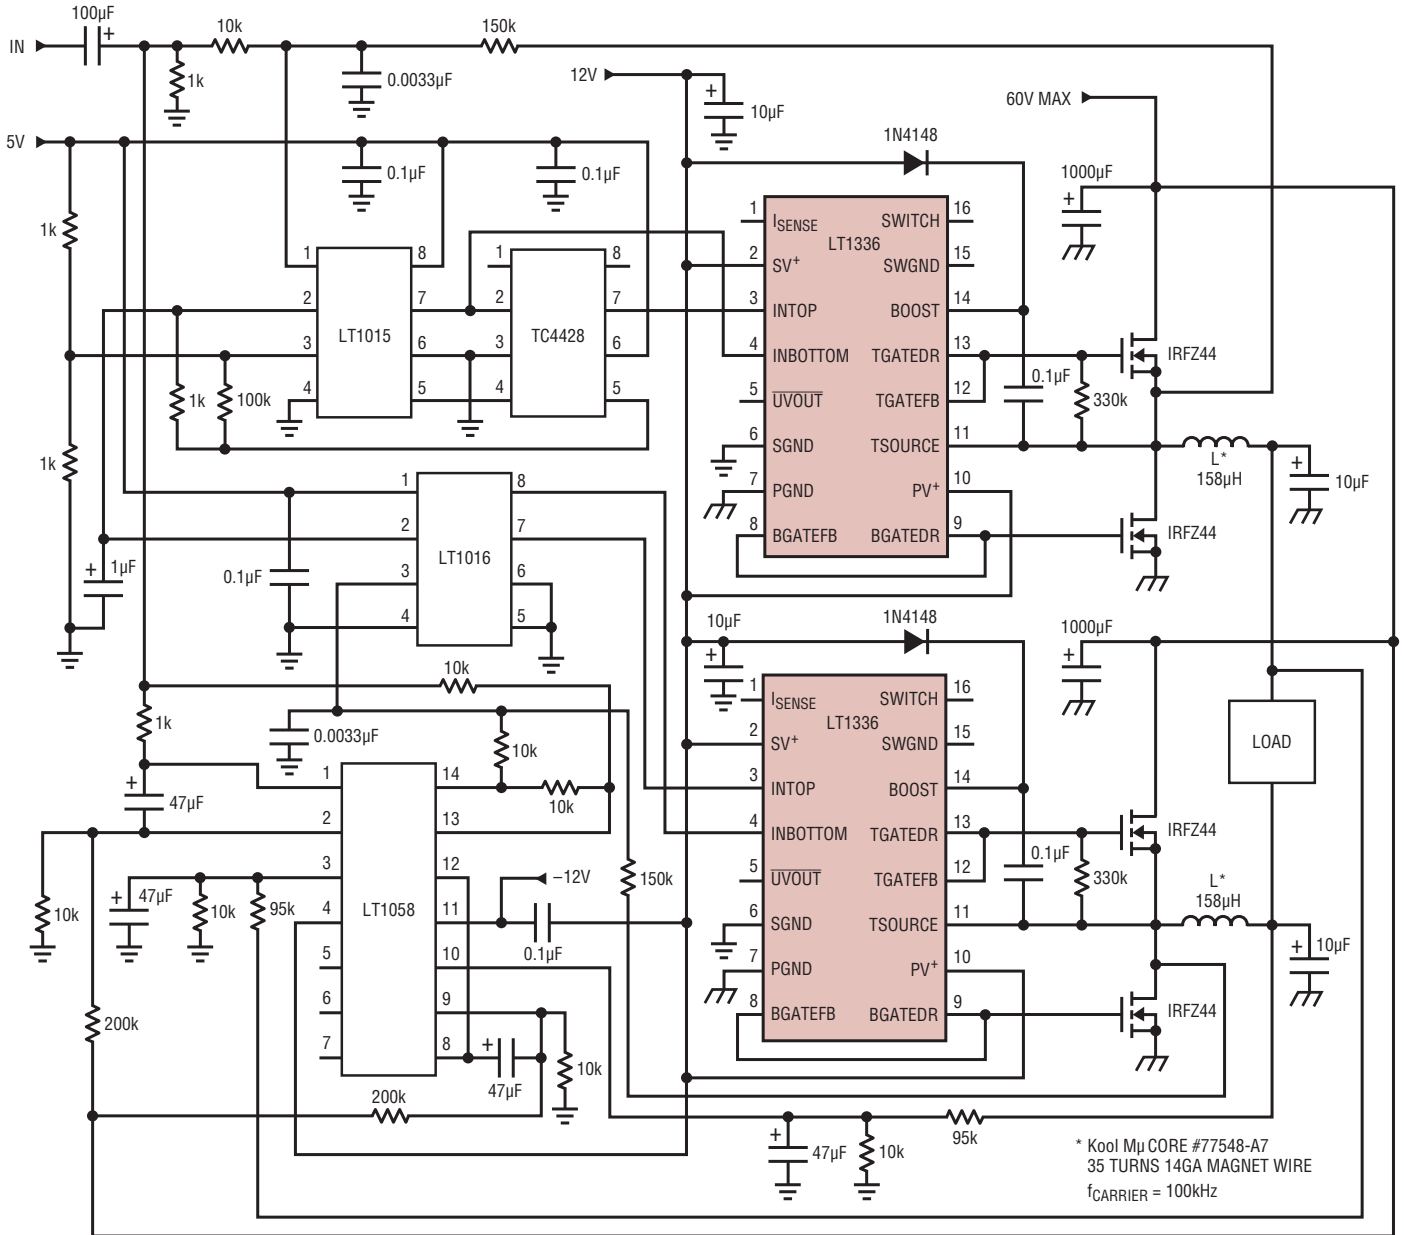 IN
100µF
+
10k
150k
1k
0.0033µF
12V
+
10µF
60V MAX
5V
0.1µF
0.1µF
1N4148
1000µF
+
1k
1
2
3
4
LT1015
8
7
6
5
1
2
3
4
TC4428
8
7
6
5
1k
100k
1 ISENSE
2 SV+
3 INTOP
4 INBOTTOM
5 UVOUT
6 SGND
7 PGND
8 BGATEFB
LT1336
SWITCH 16
SWGND 15
BOOST 14
TGATEDR 13
TGATEFB 12
TSOURCE 11
PV+ 10
BGATEDR 9
0.1µF
330k
IRFZ44
L*
158µH
+
10µF
IRFZ44
1k
+
1µF
0.1µF
1
2
3
4
LT1016
8
7
6
5
10µF
+
1N4148
1000µF
+
10k
1k
0.0033µF
10k
10k
+
47µF
1
2
3
4
5
6
7
LT1058
14
13
12
11
10
9
8
10k
+
47µF
10k
95k
–12V
0.1µF
150k
1 ISENSE
2 SV+
3 INTOP
4 INBOTTOM
5 UVOUT
6 SGND
7 PGND
8 BGATEFB
LT1336
SWITCH 16
SWGND 15
BOOST 14
TGATEDR 13
TGATEFB 12
TSOURCE 11
PV+ 10
BGATEDR 9
0.1µF
330k
IRFZ44
LOAD
L*
158µH
+
10µF
IRFZ44
200k
+
47µF
10k
200k
+
47µF
10k
95k
* Kool Mµ CORE #77548-A7
35 TURNS 14GA MAGNET WIRE
fCARRIER = 100kHz